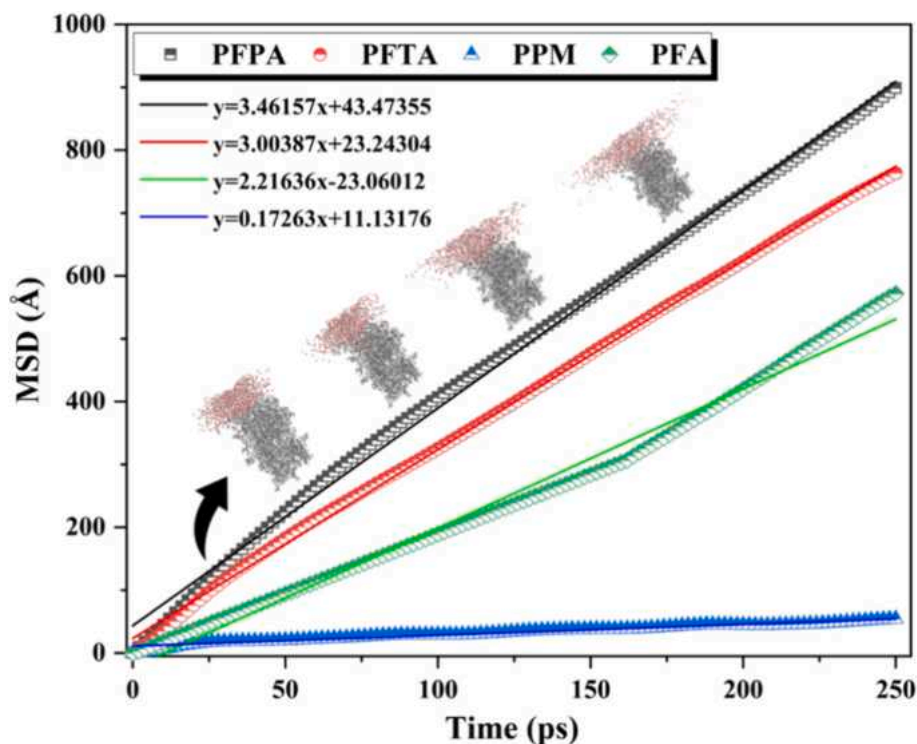 1000
800
600
400
200
0
MSD (Å)
PFPA PFTA PPM PFA
y=3.46157x+43.47355
y=3.00387x+23.24304
y=2.21636x-23.06012
y=0.17263x+11.13176
0 50 100 150 200 250
Time (ps)